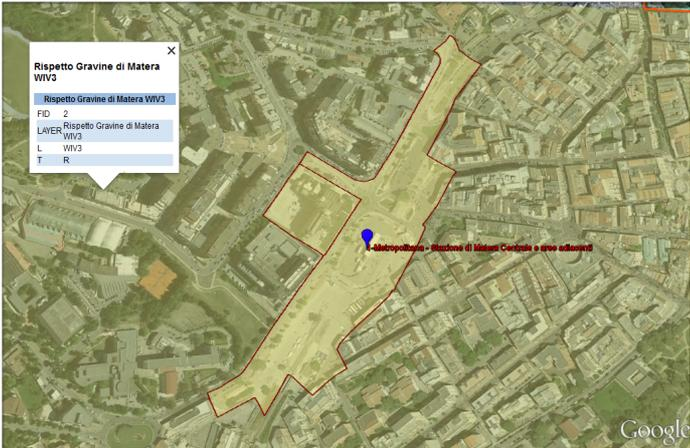 Rispetto Gravine di Matera
WIV3
Rispetto Gravine di Matera WIV3
FID 2
LAYER Rispetto Gravine di Matera
WIV3
L WIV3
T R
-Metropolitana - Stazione di Matera Centrale e aree adiacenti
Google